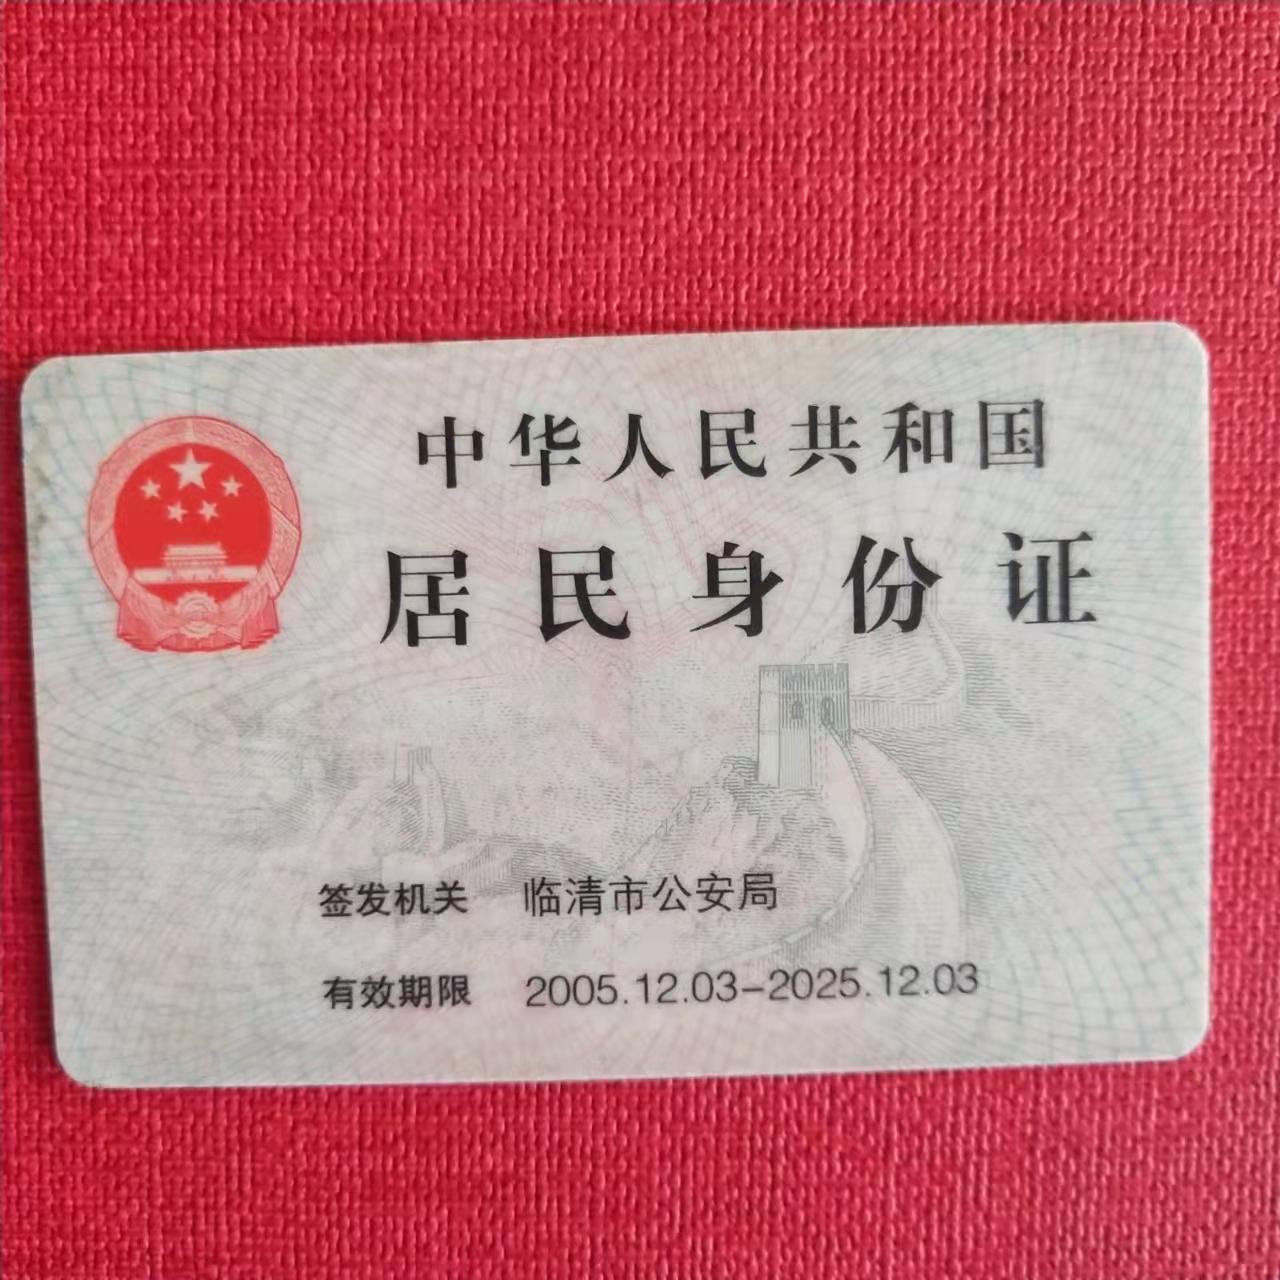 中华人民共和国
居民身份证
签发机关 临清市公安局
有效期限 2005.12.03-2025.12.03